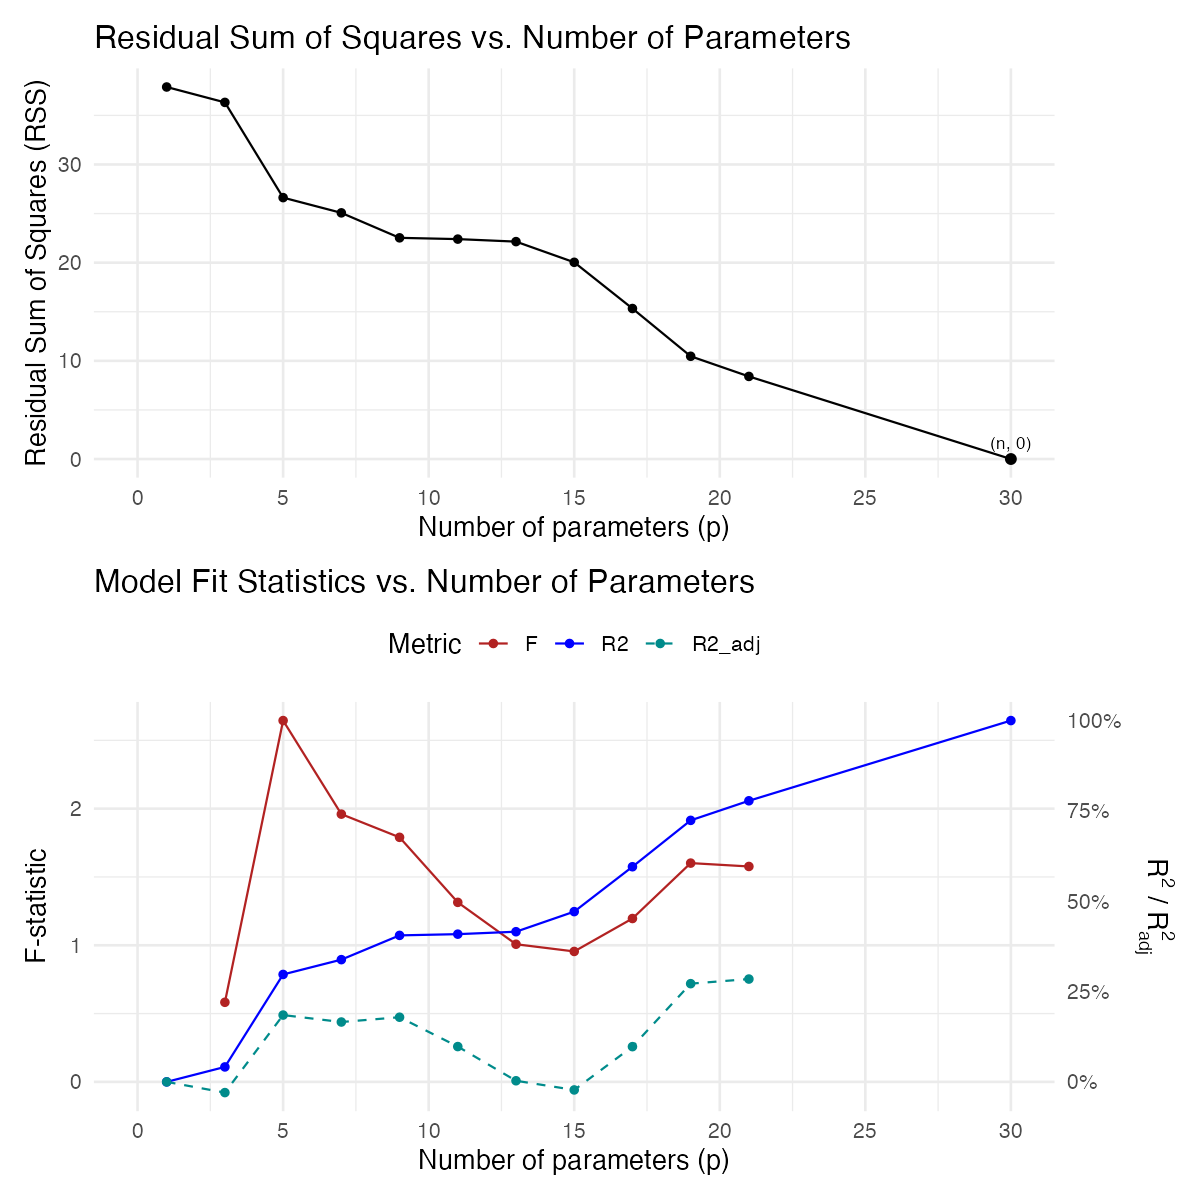 Residual Sum of Squares vs. Number of Parameters
Residual Sum of Squares (RSS)
30
20
10
0
(n, 0)
0 5 10 15 20 25 30
Number of parameters (p)
Model Fit Statistics vs. Number of Parameters
Metric F R2 R2_adj
F-statistic
2
1
0
100%
75%
50%
25%
0%
R² / R²adj
0 5 10 15 20 25 30
Number of parameters (p)